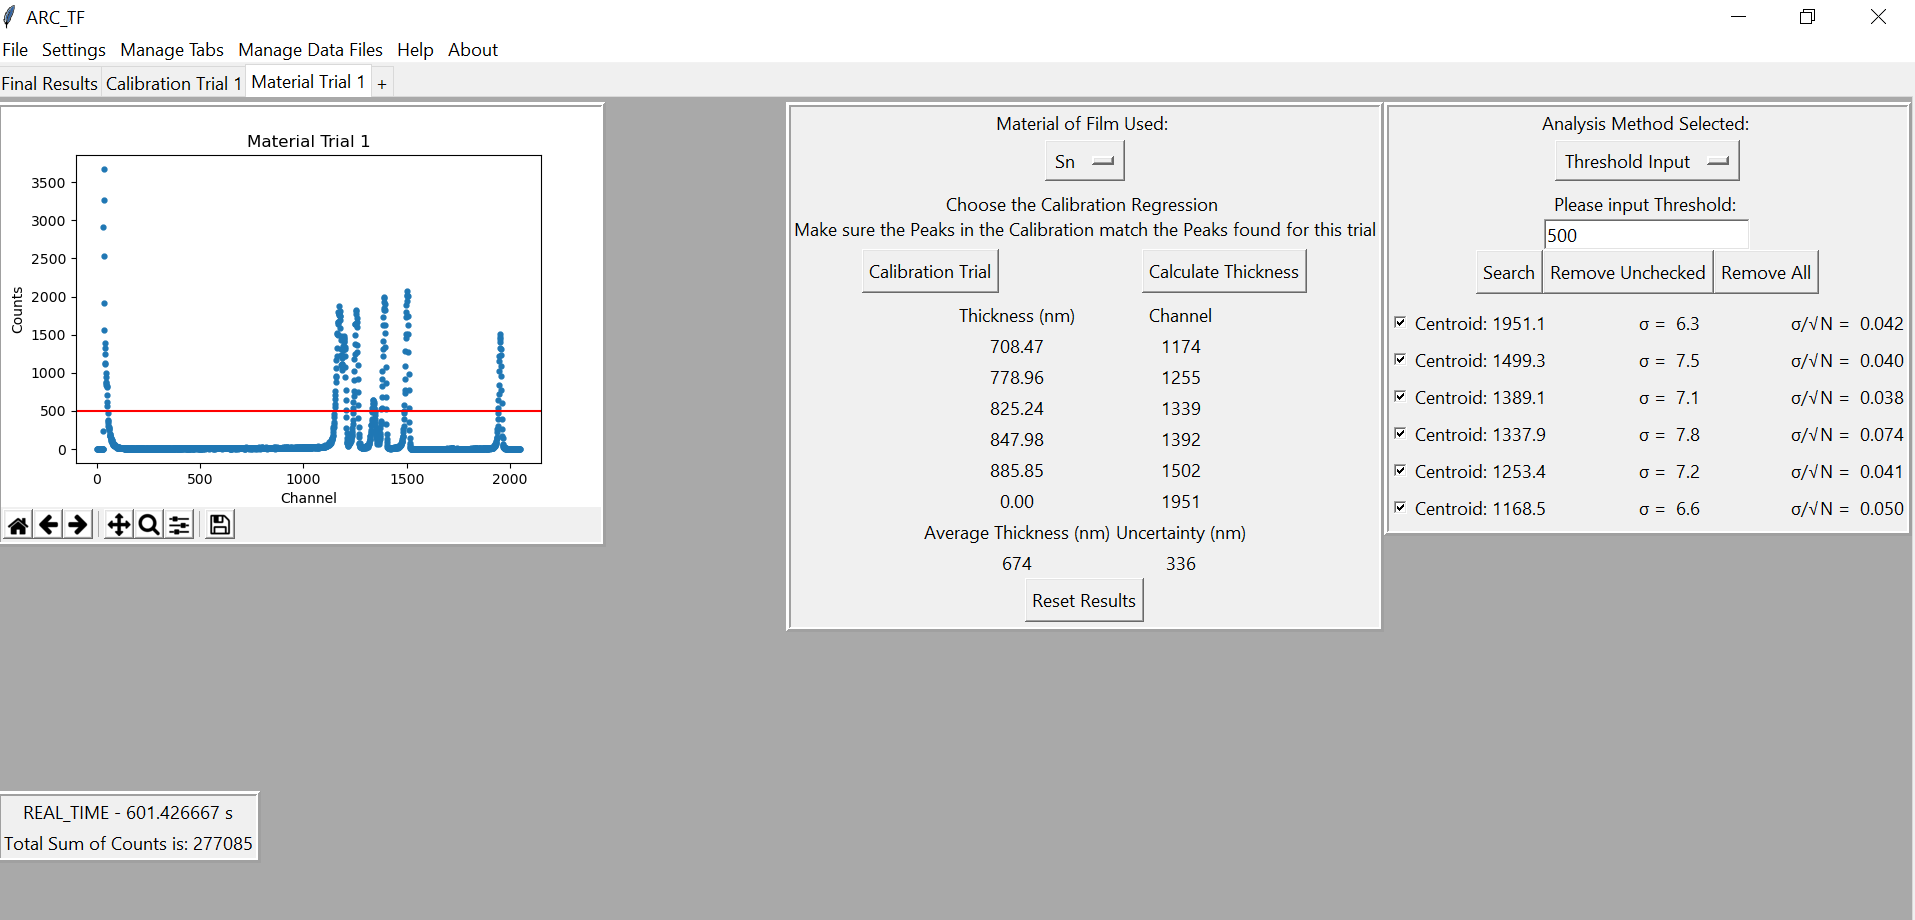 ARC_TF
File Settings Manage Tabs Manage Data Files Help About
Final Results Calibration Trial 1 Material Trial 1 +
Material Trial 1
3500
3000
2500
2000
1500
1000
500
0
Counts
0 500 1000 1500 2000
Channel
Material of Film Used:
Sn
Choose the Calibration Regression
Make sure the Peaks in the Calibration match the Peaks found for this trial
Calibration Trial Calculate Thickness
Thickness (nm) Channel
708.47 1174
778.96 1255
825.24 1339
847.98 1392
885.85 1502
0.00 1951
Average Thickness (nm) Uncertainty (nm)
674 336
Reset Results
Analysis Method Selected:
Threshold Input
Please input Threshold:
500
Search Remove Unchecked Remove All
Centroid: 1951.1 σ = 6.3 σ/√N = 0.042
Centroid: 1499.3 σ = 7.5 σ/√N = 0.040
Centroid: 1389.1 σ = 7.1 σ/√N = 0.038
Centroid: 1337.9 σ = 7.8 σ/√N = 0.074
Centroid: 1253.4 σ = 7.2 σ/√N = 0.041
Centroid: 1168.5 σ = 6.6 σ/√N = 0.050
REAL_TIME - 601.426667 s
Total Sum of Counts is: 277085